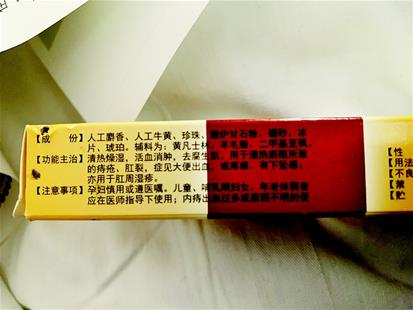 【成 份】人工麝香、人工牛黄、珍珠、煅炉甘石粉、硼砂、冰
片、琥珀。辅料为：黄凡士林、羊毛脂、二甲基亚砜。
【功能主治】清热燥湿，活血消肿，去腐生肌。用于湿热瘀阻所致
的痔疮、肛裂，症见大便出血，或疼痛、有下坠感；
亦用于肛周湿疹。
【注意事项】孕妇慎用或遵医嘱。儿童、哺乳期妇女、年老体弱者
应在医师指导下使用；内痔出血过多或原因不明的便
【性
【用法
【不良
【禁
【贮